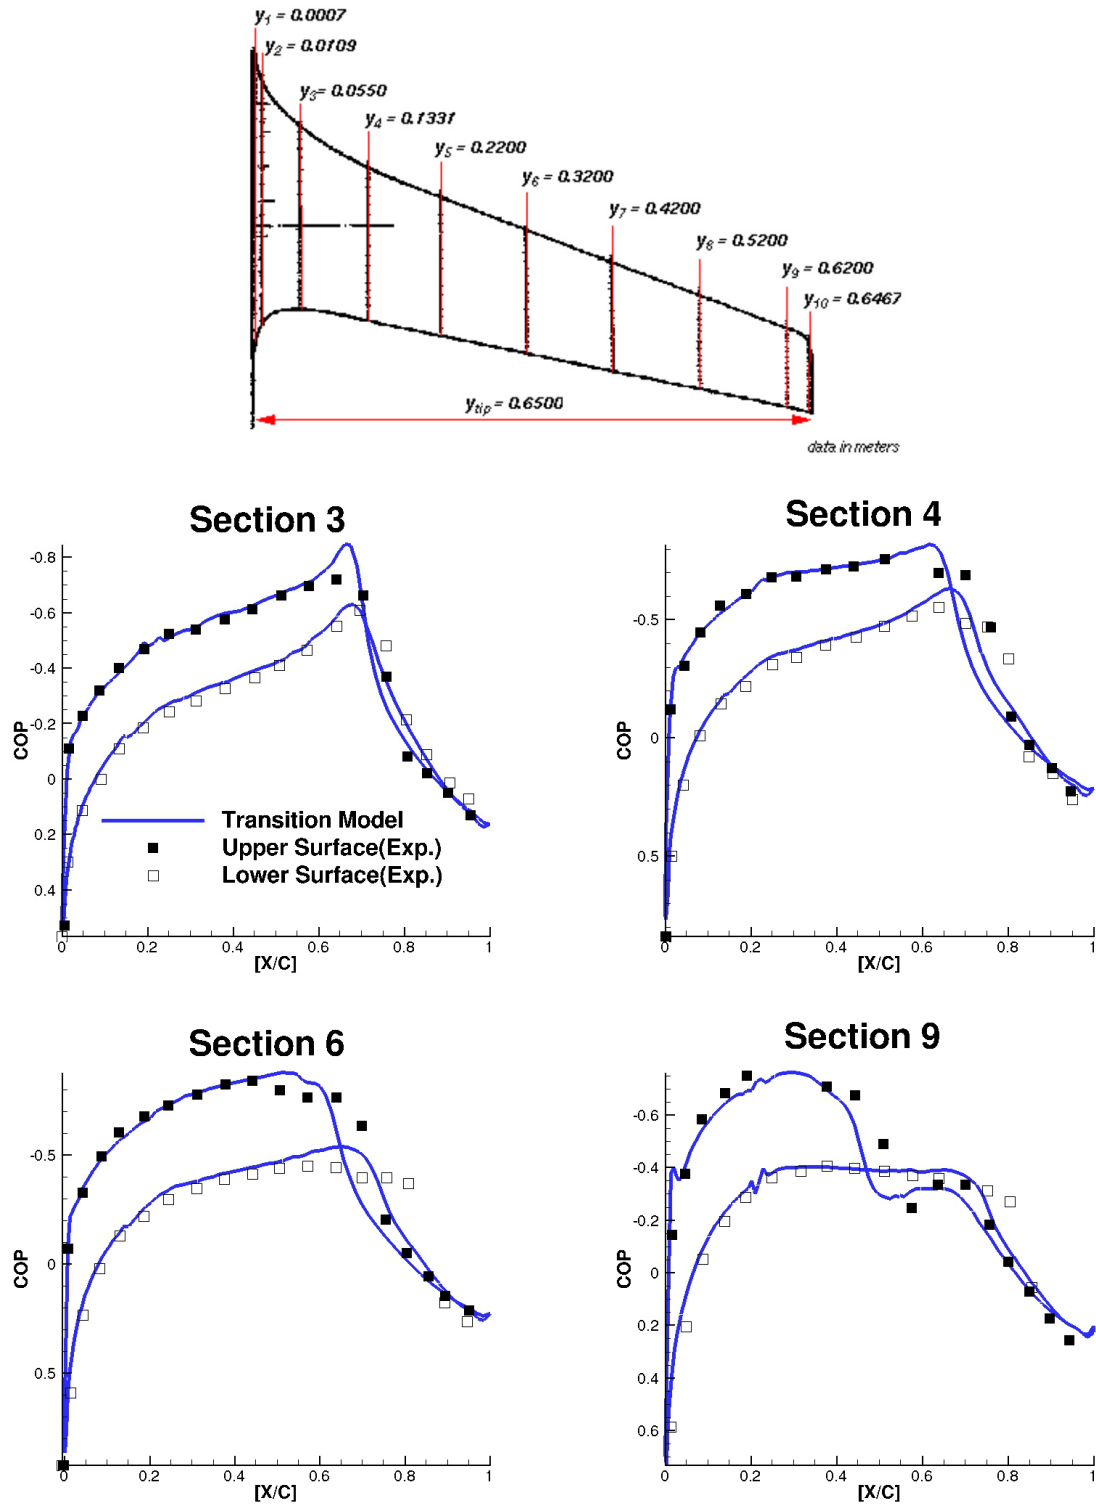 y1 = 0.0007
y2 = 0.0109
y3= 0.0550
y4 = 0.1331
y5 = 0.2200
y6 = 0.3200
y7 = 0.4200
y8 = 0.5200
y9 = 0.6200
y10 = 0.6467
ytip = 0.6500
data in meters
Section 3
-0.8
-0.6
-0.4
-0.2
0
0.2
0.4
COP
Transition Model
Upper Surface(Exp.)
Lower Surface(Exp.)
0 0.2 0.4 0.6 0.8 1
[X/C]
Section 4
-0.5
0
0.5
COP
0 0.2 0.4 0.6 0.8 1
[X/C]
Section 6
-0.5
0
0.5
COP
0 0.2 0.4 0.6 0.8 1
[X/C]
Section 9
-0.6
-0.4
-0.2
0
0.2
0.4
0.6
COP
0 0.2 0.4 0.6 0.8 1
[X/C]